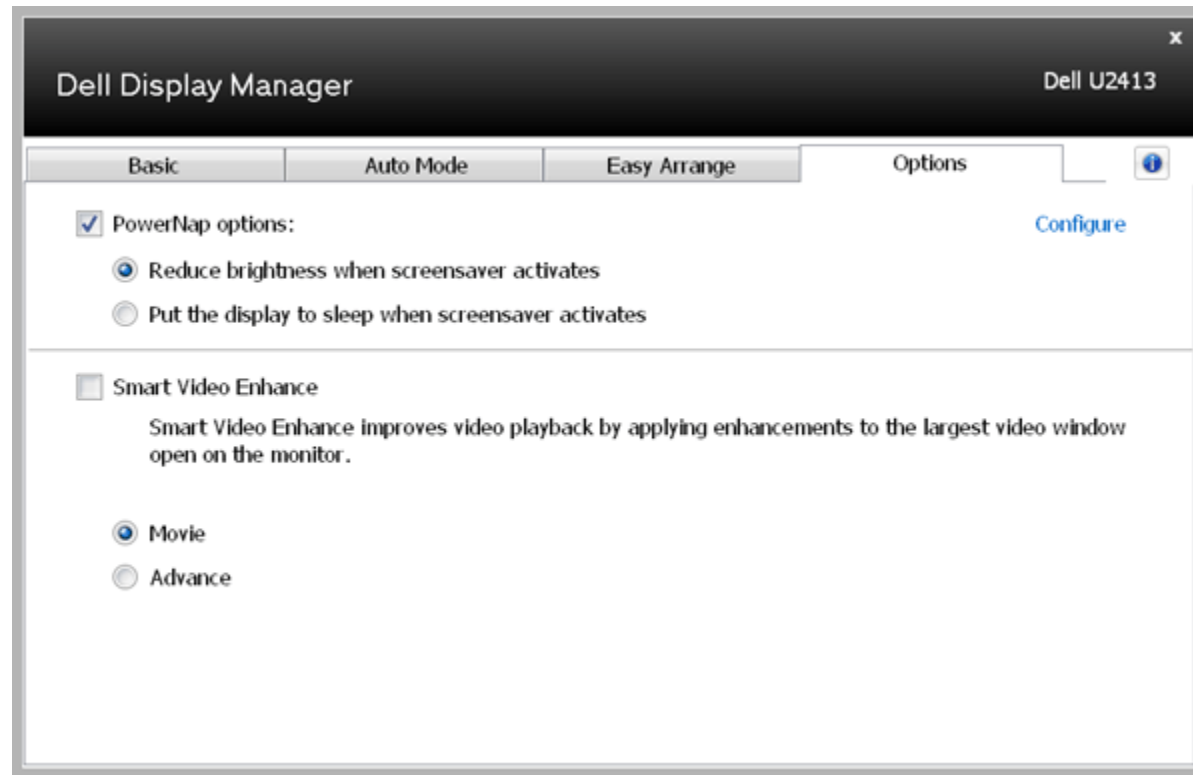 x
Dell Display Manager
Dell U2413
Basic
Auto Mode
Easy Arrange
Options
i
PowerNap options:
Configure
Reduce brightness when screensaver activates
Put the display to sleep when screensaver activates
Smart Video Enhance
Smart Video Enhance improves video playback by applying enhancements to the largest video window
open on the monitor.
Movie
Advance